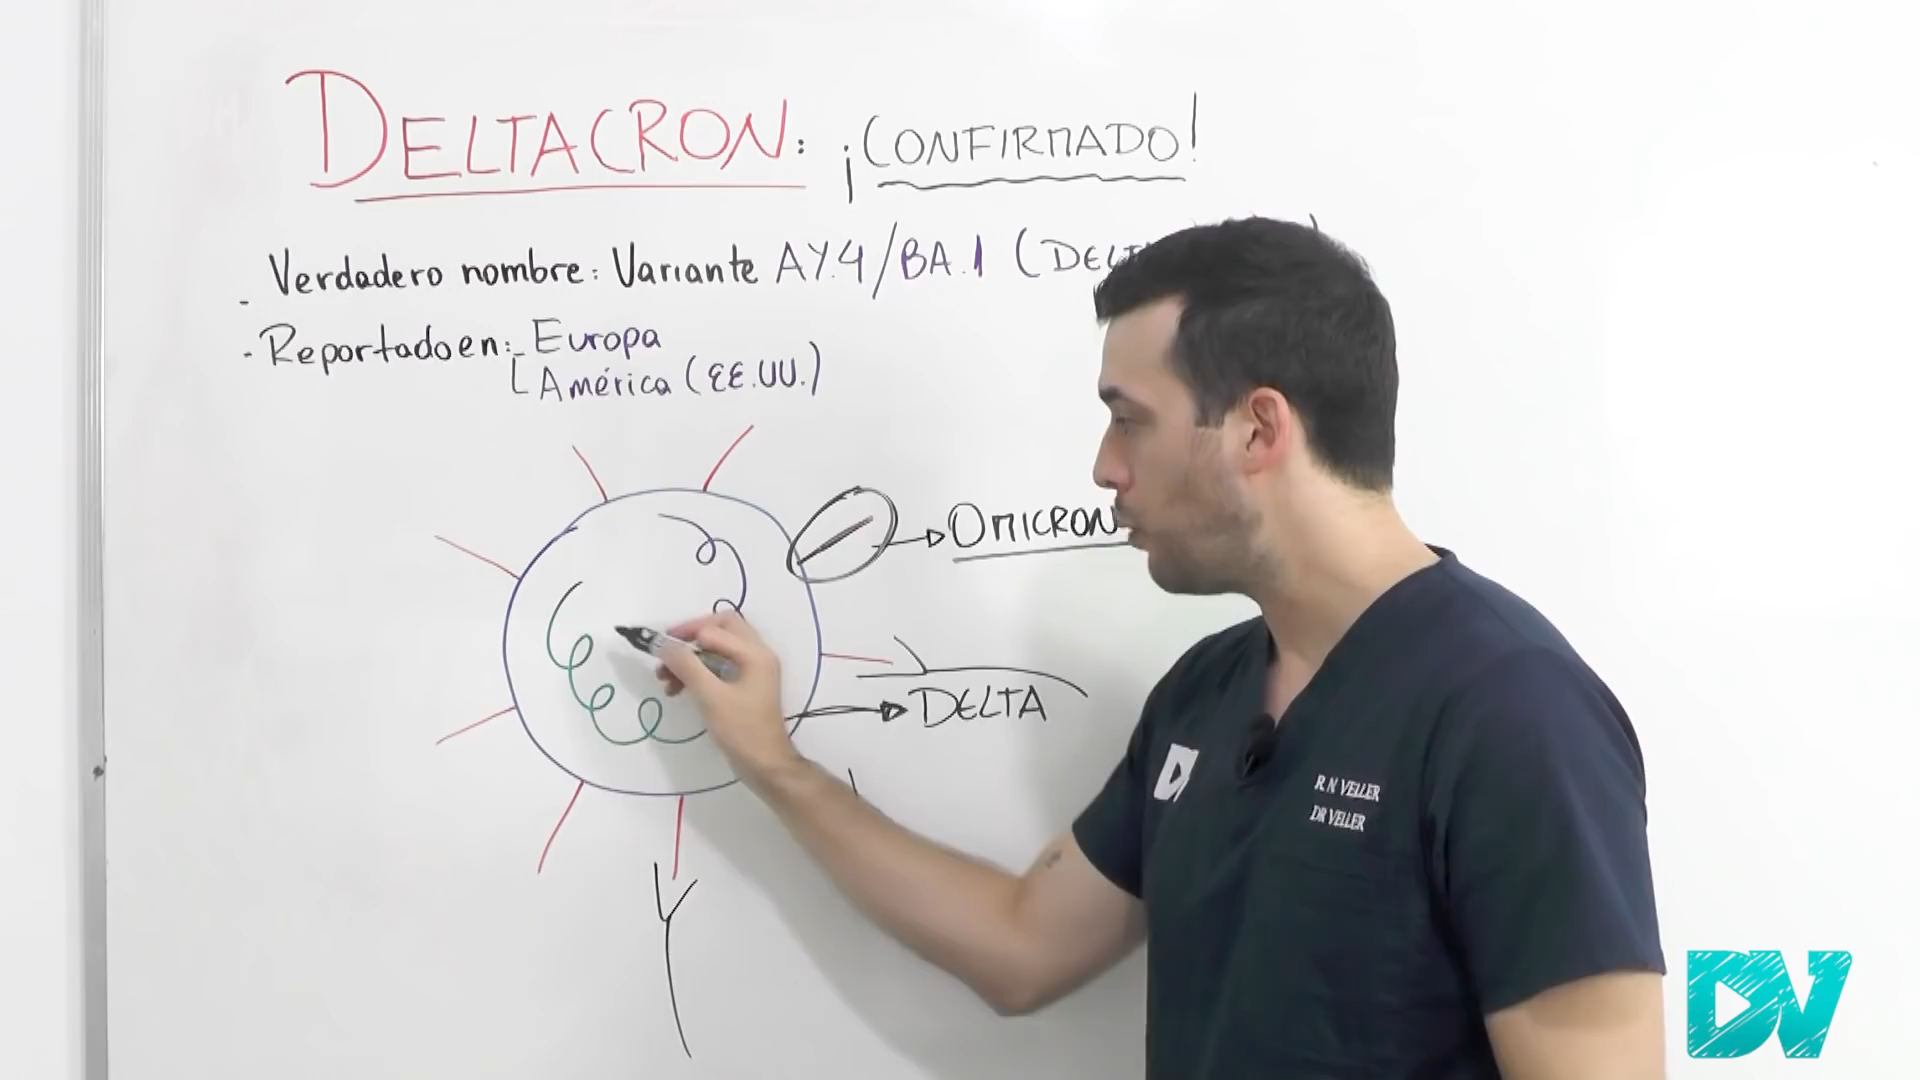 DELTACRON: ¡CONFIRMADO!
- Verdadero nombre: Variante AY.4/BA.1 (DEL
- Reportado en: - Europa
América (EE.UU.)
OMICRON
DELTA
R. N VELLER
DR VELLER
DV